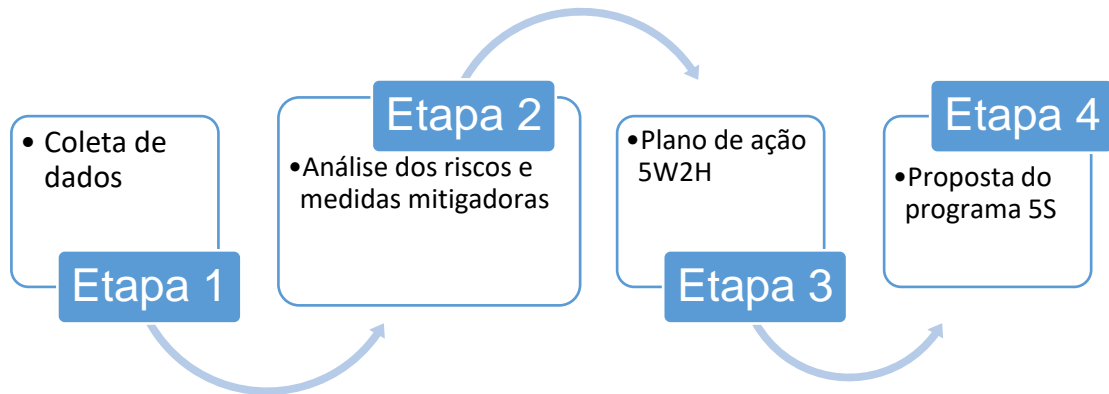 • Coleta de
dados
Etapa 1
Etapa 2
•Análise dos riscos e
medidas mitigadoras
•Plano de ação
5W2H
Etapa 3
Etapa 4
•Proposta do
programa 5S